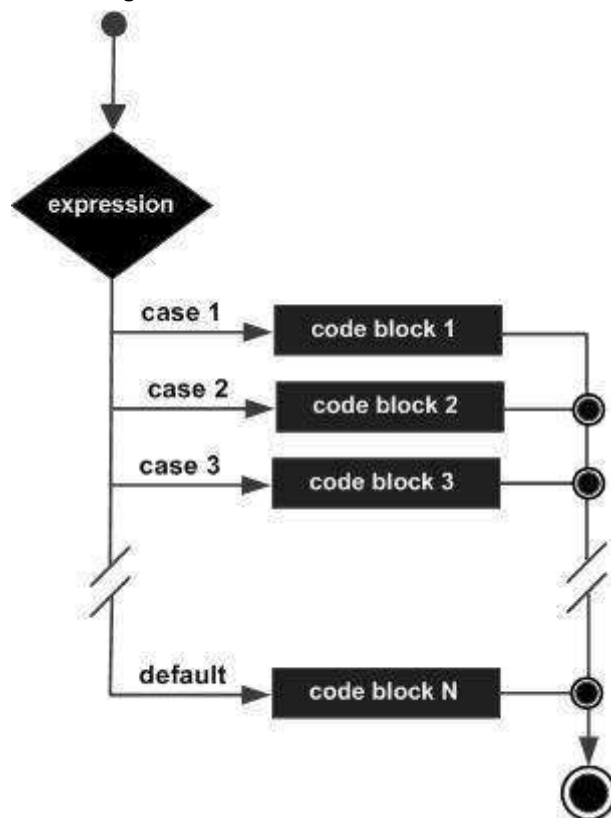 expression
case 1
code block 1
case 2
code block 2
case 3
code block 3
default
code block N